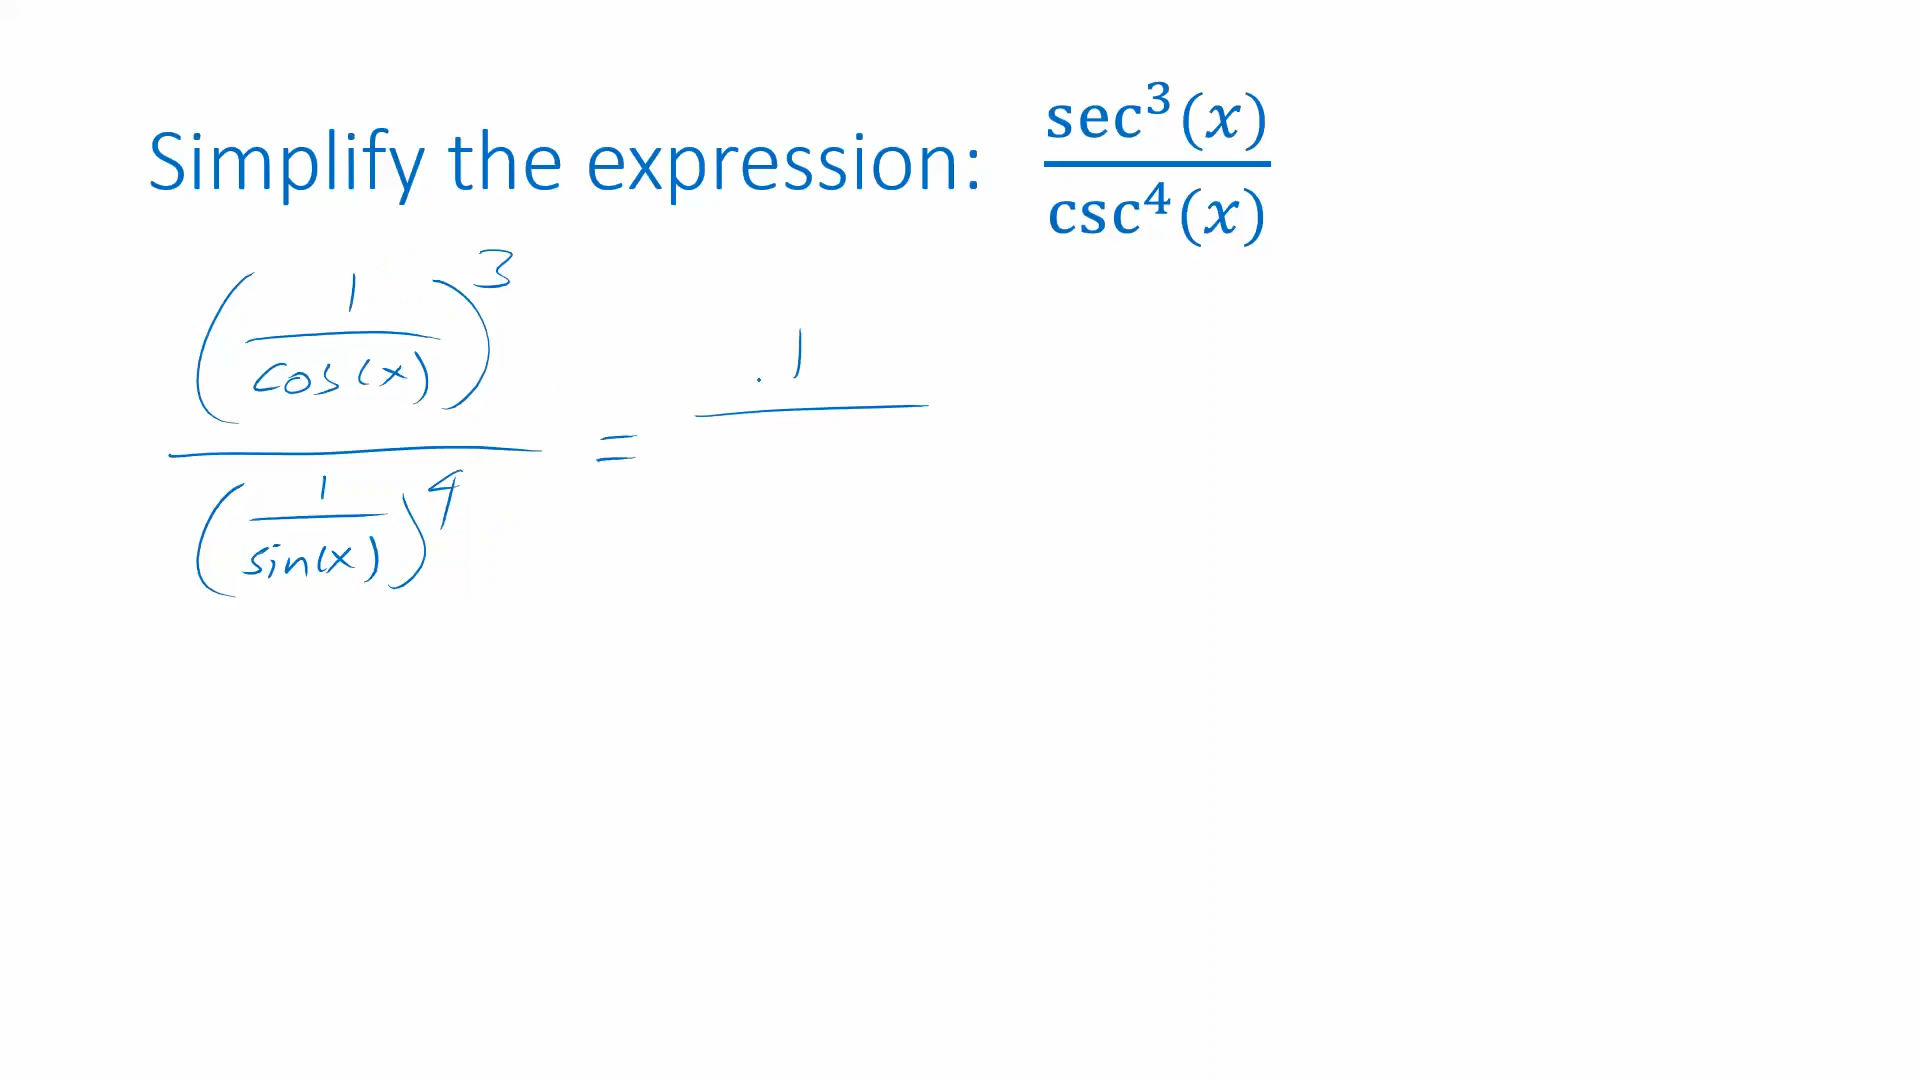 Simplify the expression: sec³(x)/csc⁴(x)
(1/cos(x))³/(1/sin(x))⁴ = .1/